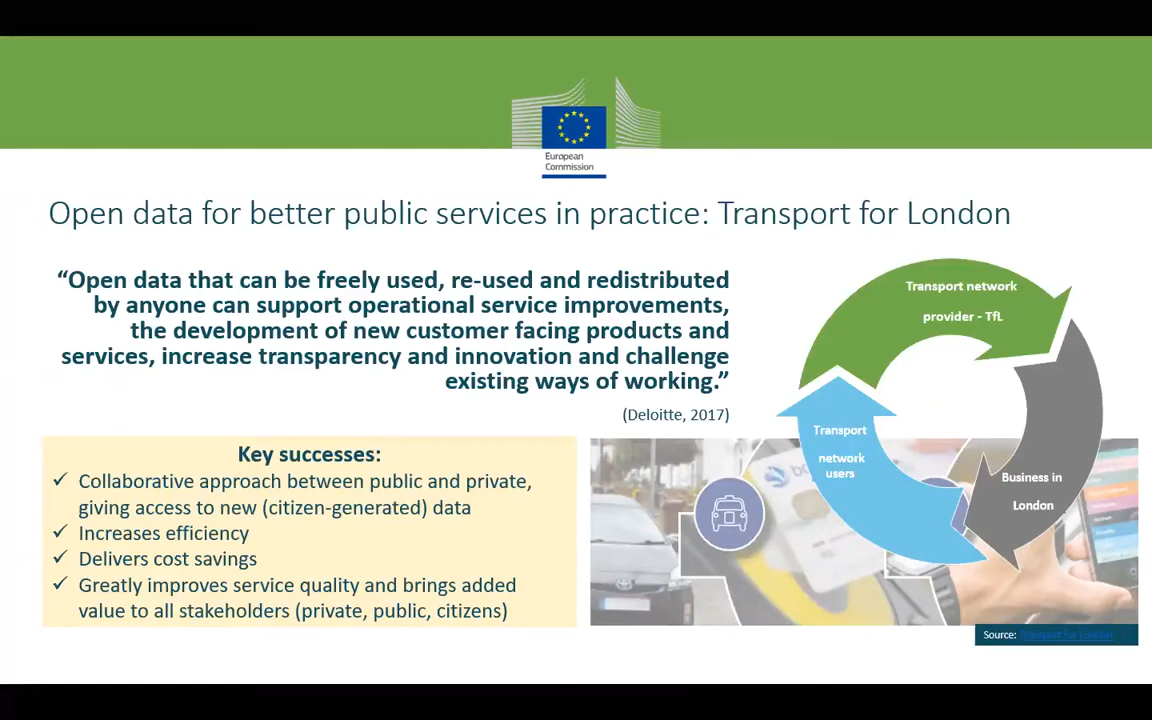 European
Commission
Open data for better public services in practice: Transport for London
“Open data that can be freely used, re-used and redistributed
by anyone can support operational service improvements,
the development of new customer facing products and
services, increase transparency and innovation and challenge
existing ways of working.”
(Deloitte, 2017)
Key successes:
✓ Collaborative approach between public and private,
giving access to new (citizen-generated) data
✓ Increases efficiency
✓ Delivers cost savings
✓ Greatly improves service quality and brings added
value to all stakeholders (private, public, citizens)
Transport network
provider - TfL
Transport
network
users
Business in
London
Source: Transport for London